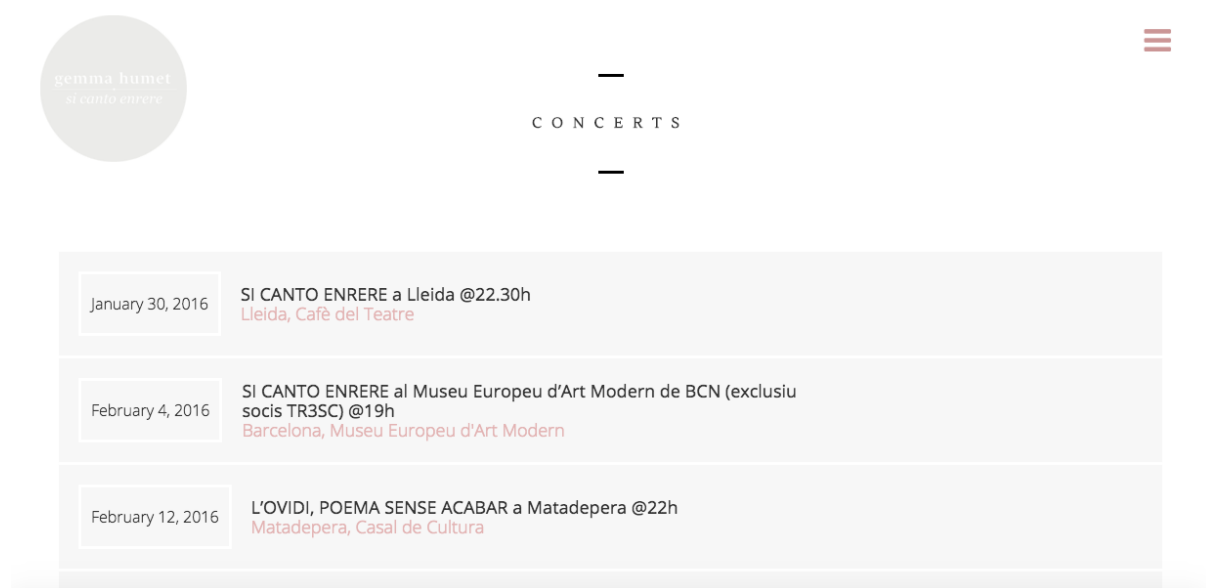 gemma humet
si canto enrere
CONCERTS
January 30, 2016
SI CANTO ENRERE a Lleida @22.30h
Lleida, Cafè del Teatre
February 4, 2016
SI CANTO ENRERE al Museu Europeu d’Art Modern de BCN (exclusiu
socis TR3SC) @19h
Barcelona, Museu Europeu d'Art Modern
February 12, 2016
L’OVIDI, POEMA SENSE ACABAR a Matadepera @22h
Matadepera, Casal de Cultura